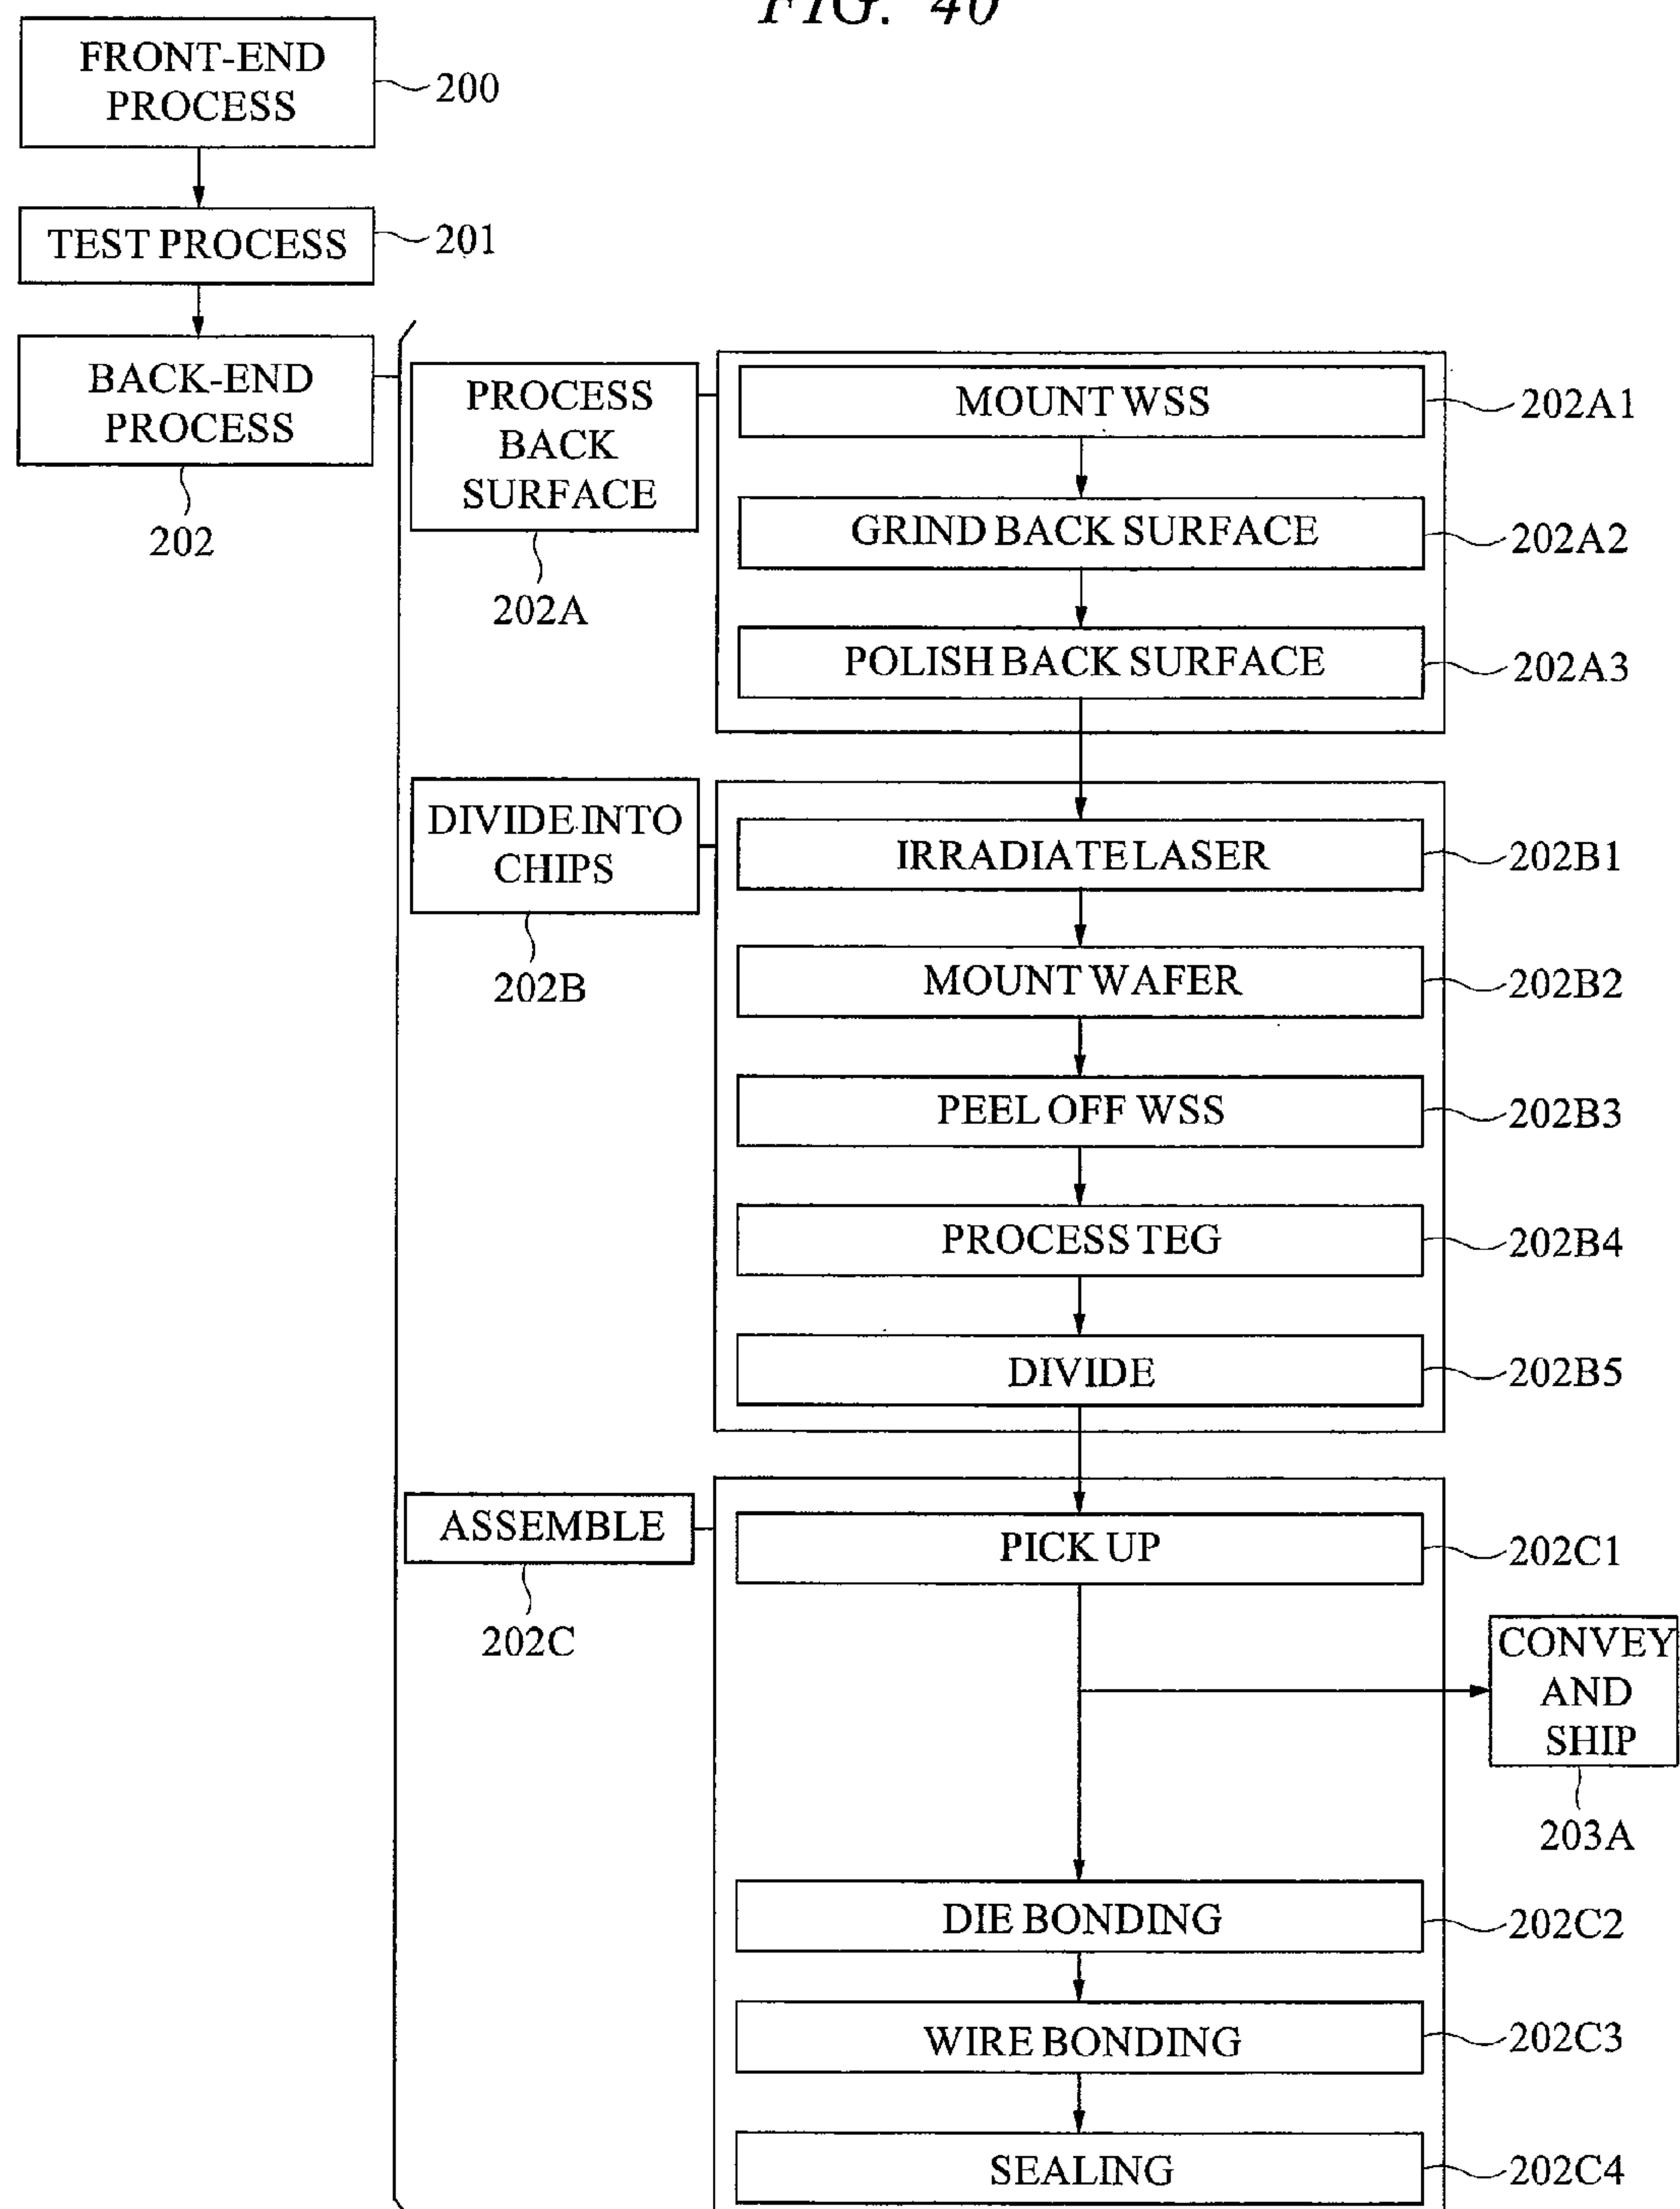 FIG. 40
FRONT-END
PROCESS
200
TEST PROCESS
201
BACK-END
PROCESS
202
PROCESS
BACK
SURFACE
202A
MOUNT WSS
202A1
GRIND BACK SURFACE
202A2
POLISH BACK SURFACE
202A3
DIVIDE INTO
CHIPS
202B
IRRADIATE LASER
202B1
MOUNT WAFER
202B2
PEEL OFF WSS
202B3
PROCESS TEG
202B4
DIVIDE
202B5
ASSEMBLE
202C
PICK UP
202C1
CONVEY
AND
SHIP
203A
DIE BONDING
202C2
WIRE BONDING
202C3
SEALING
202C4